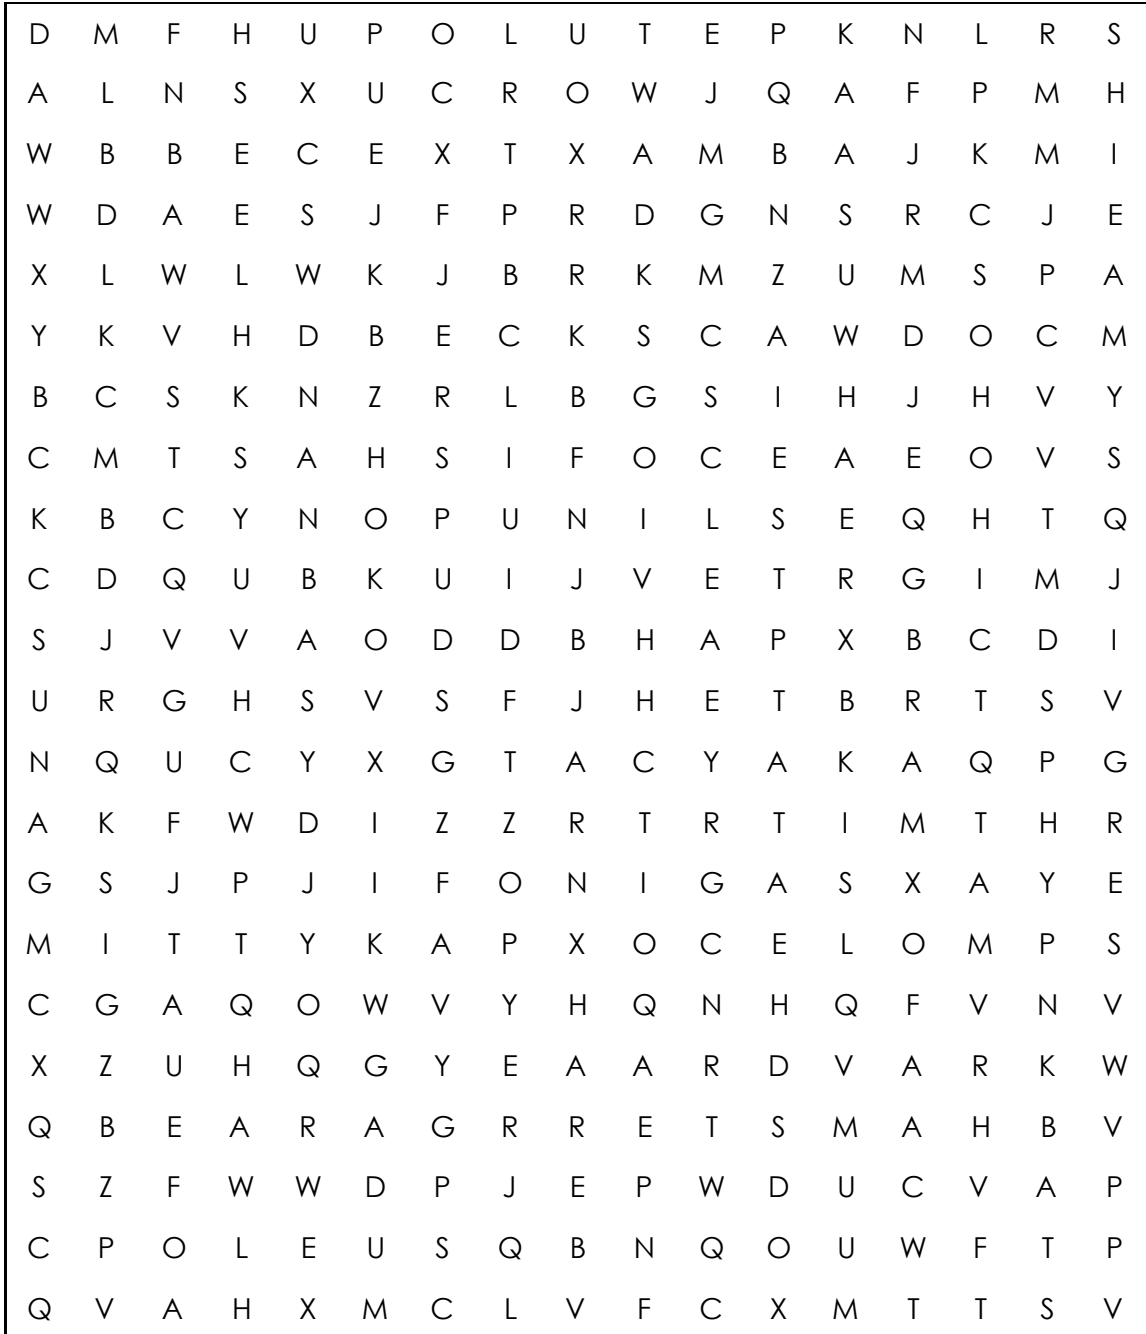 D M F H U P O L U T E P K N L R S
A L N S X U C R O W J Q A F P M H
W B B E C E X T X A M B A J K M I
W D A E S J F P R D G N S R C J E
X L W L W K J B R K M Z U M S P A
Y K V H D B E C K S C A W D O C M
B C S K N Z R L B G S I H J H V Y
C M T S A H S I F O C E A E O V S
K B C Y N O P U N I L S E Q H T Q
C D Q U B K U I J V E T R G I M J
S J V V A O D D B H A P X B C D I
U R G H S V S F J H E T B R T S V
N Q U C Y X G T A C Y A K A Q P G
A K F W D I Z Z R T R T I M T H R
G S J P J I F O N I G A S X A Y E
M I T T Y K A P X O C E L O M P S
C G A Q O W V Y H Q N H Q F V N V
X Z U H Q G Y E A A R D V A R K W
Q B E A R A G R R E T S M A H B V
S Z F W W D P J E P W D U C V A P
C P O L E U S Q B N Q O U W F T P
Q V A H X M C L V F C X M T T S V